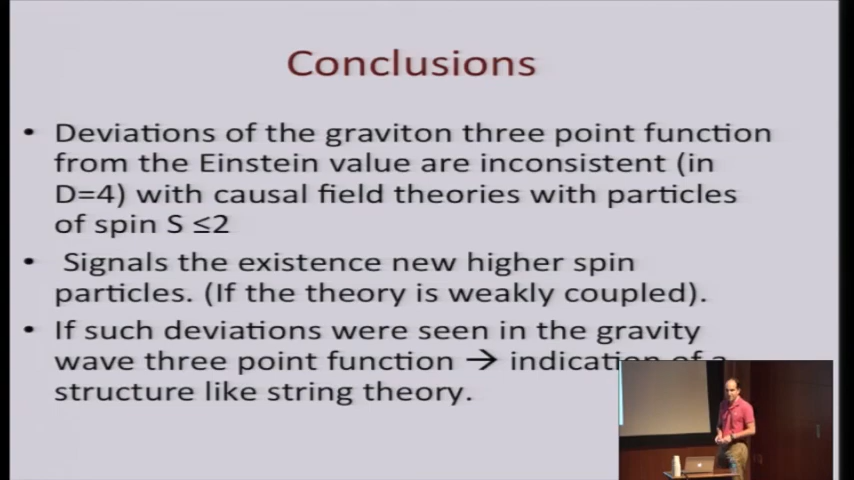 Conclusions
• Deviations of the graviton three point function
from the Einstein value are inconsistent (in
D=4) with causal field theories with particles
of spin S ≤2
• Signals the existence new higher spin
particles. (If the theory is weakly coupled).
• If such deviations were seen in the gravity
wave three point function → indication of a
structure like string theory.